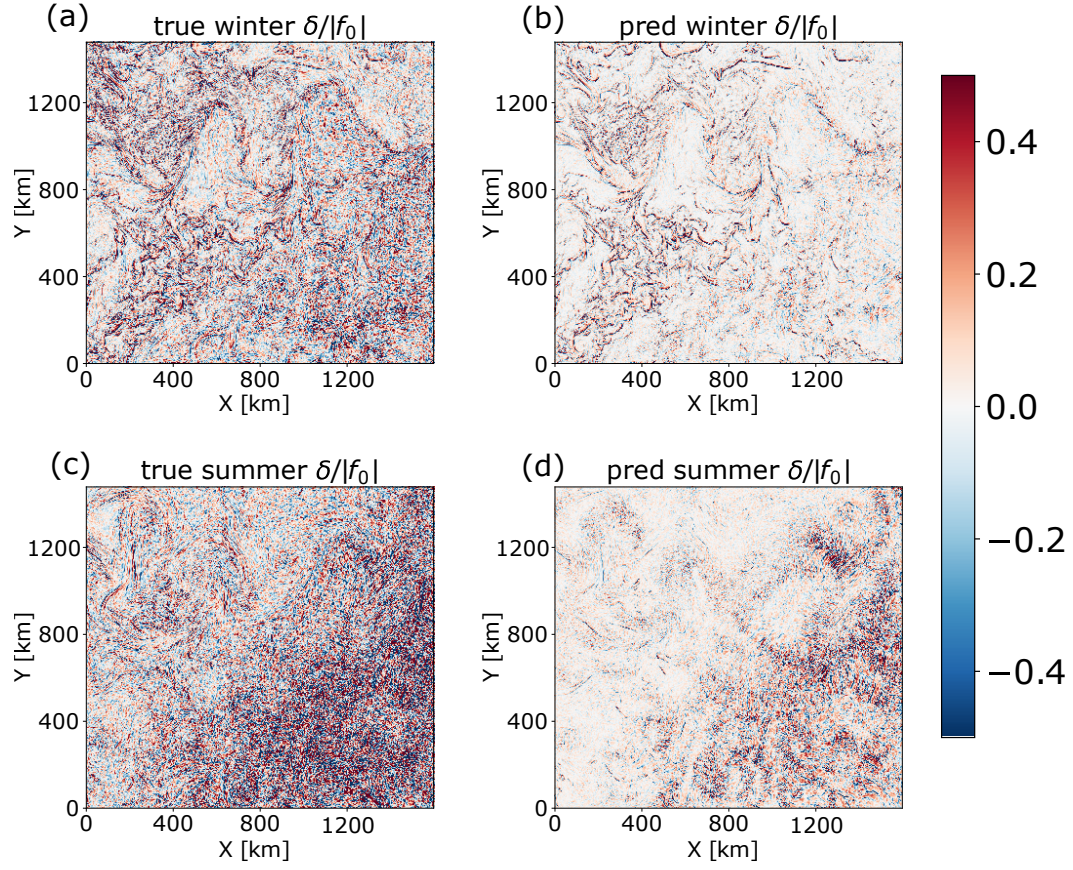 (a) true winter δ/|f₀|
(b) pred winter δ/|f₀|
1200
800
400
0
Y [km]
0 400 800 1200
X [km]
1200
800
400
0
Y [km]
0 400 800 1200
X [km]
(c) true summer δ/|f₀|
(d) pred summer δ/|f₀|
1200
800
400
0
Y [km]
0 400 800 1200
X [km]
1200
800
400
0
Y [km]
0 400 800 1200
X [km]
0.4
0.2
0.0
−0.2
−0.4